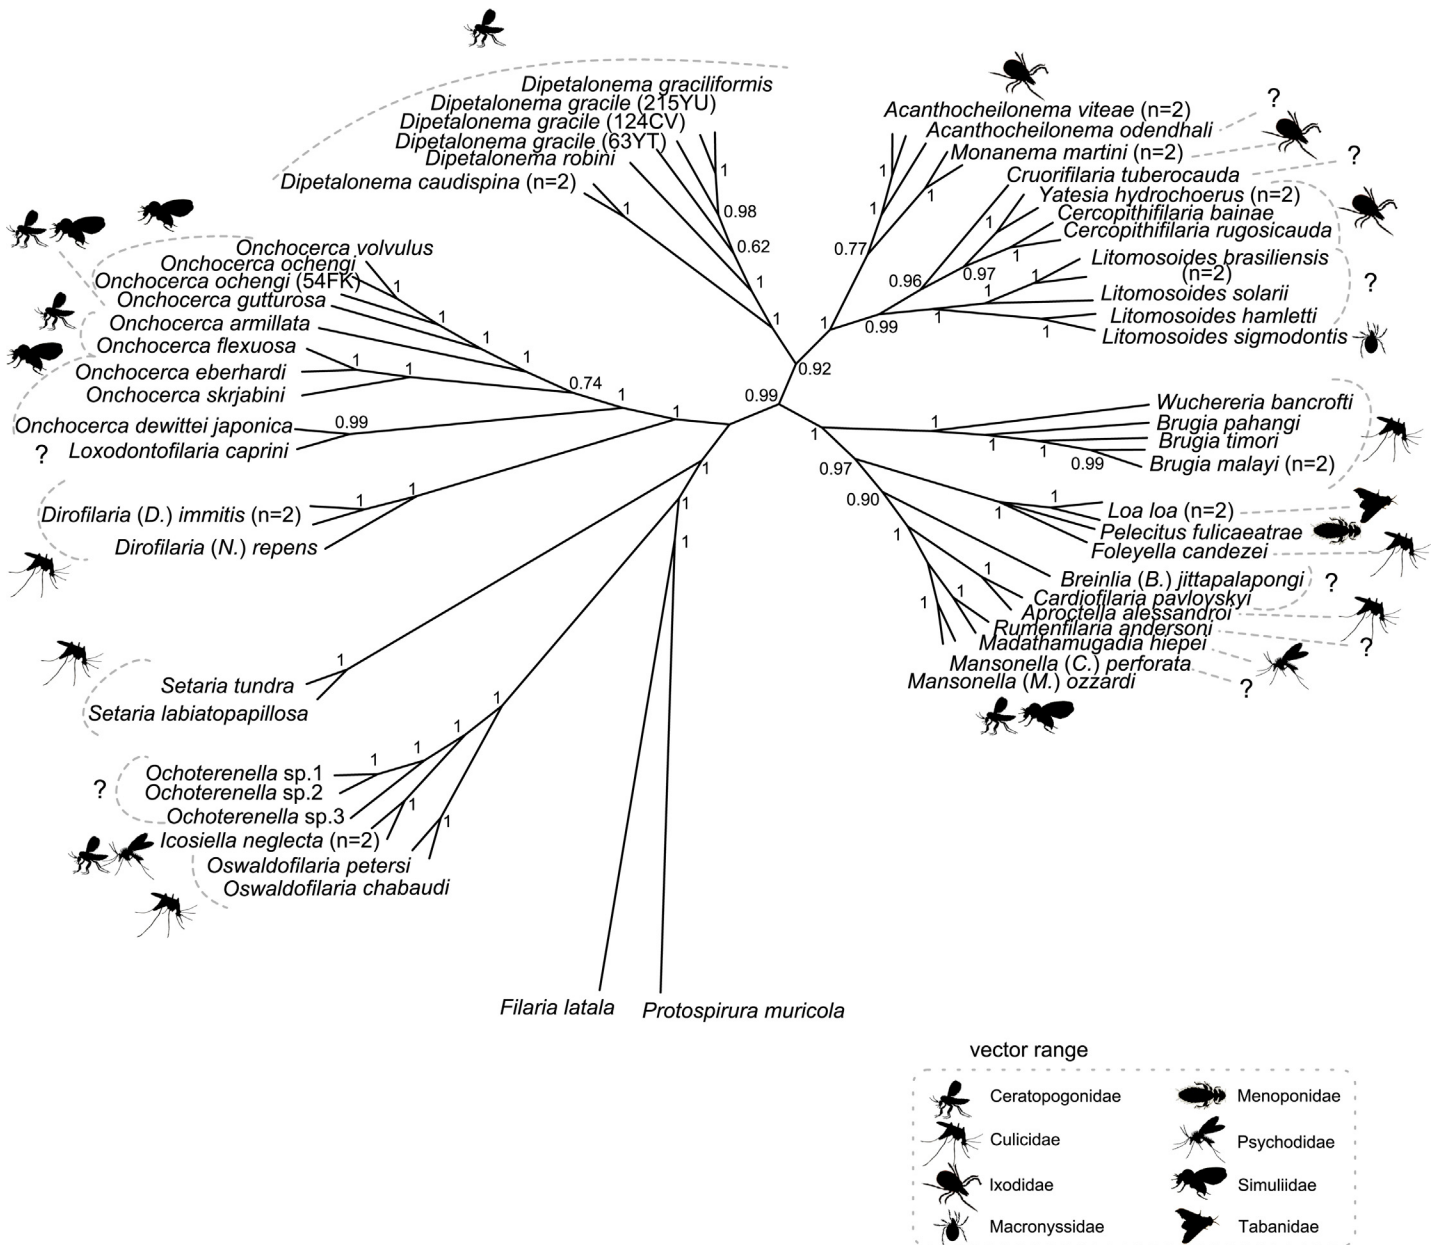 Dipetalonema graciliformis
Dipetalonema gracile (215YU)
Dipetalonema gracile (124CV)
Dipetalonema gracile (63YT)
Dipetalonema robini
Dipetalonema caudispina (n=2)
1
1
0.98
0.62
1
1
Acanthocheilonema viteae (n=2)
?
Acanthocheilonema odendhali
Monanema martini (n=2)
?
Cruorifilaria tuberocauda
Yatesia hydrochoerus (n=2)
Cercopithifilaria bainae
Cercopithifilaria rugosicauda
Litomosoides brasiliensis
(n=2)
?
Litomosoides solarii
Litomosoides hamletti
Litomosoides sigmodontis
1
1
1
0.77
1
1
0.97
0.96
1
1
1
1
0.99
1
0.92
0.99
Onchocerca volvulus
Onchocerca ochengi
Onchocerca ochengi (54FK)
Onchocerca gutturosa
Onchocerca armillata
Onchocerca flexuosa
Onchocerca eberhardi
Onchocerca skrjabini
Onchocerca dewittei japonica
? Loxodontofilaria caprini
1
1
1
1
1
1
0.74
1
0.99
1
Dirofilaria (D.) immitis (n=2)
Dirofilaria (N.) repens
1
1
Wuchereria bancrofti
Brugia pahangi
Brugia timori
Brugia malayi (n=2)
1
1
1
0.99
1
0.97
0.90
Loa loa (n=2)
Pelecitus fulicaeatrae
Foleyella candezei
1
1
Breinlia (B.) jittapalapongi
?
Cardiofilaria pavlovskyi
Aproctella alessandroi
Rumenfilaria andersoni
?
Madathamugadia hiepei
Mansonella (C.) perforata
?
Mansonella (M.) ozzardi
1
1
1
1
1
1
1
Setaria tundra
Setaria labiatopapillosa
1
Ochoterenella sp.1
Ochoterenella sp.2
?
Ochoterenella sp.3
Icosiella neglecta (n=2)
Oswaldofilaria petersi
Oswaldofilaria chabaudi
1
1
1
1
1
1
Filaria latala
Protospirura muricola
vector range
Ceratopogonidae
Menoponidae
Culicidae
Psychodidae
Ixodidae
Simuliidae
Macronyssidae
Tabanidae